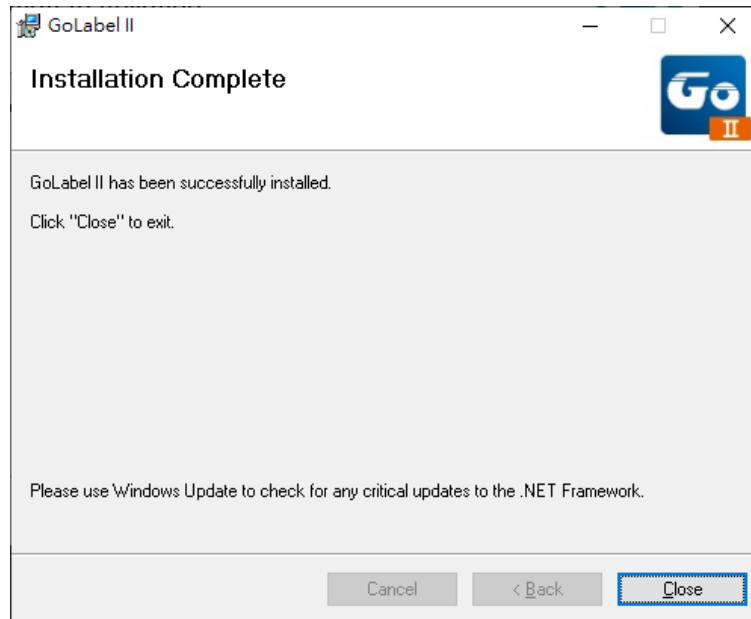 GoLabel II
Installation Complete
Go
II
GoLabel II has been successfully installed.
Click "Close" to exit.
Please use Windows Update to check for any critical updates to the .NET Framework.
Cancel
< Back
Close